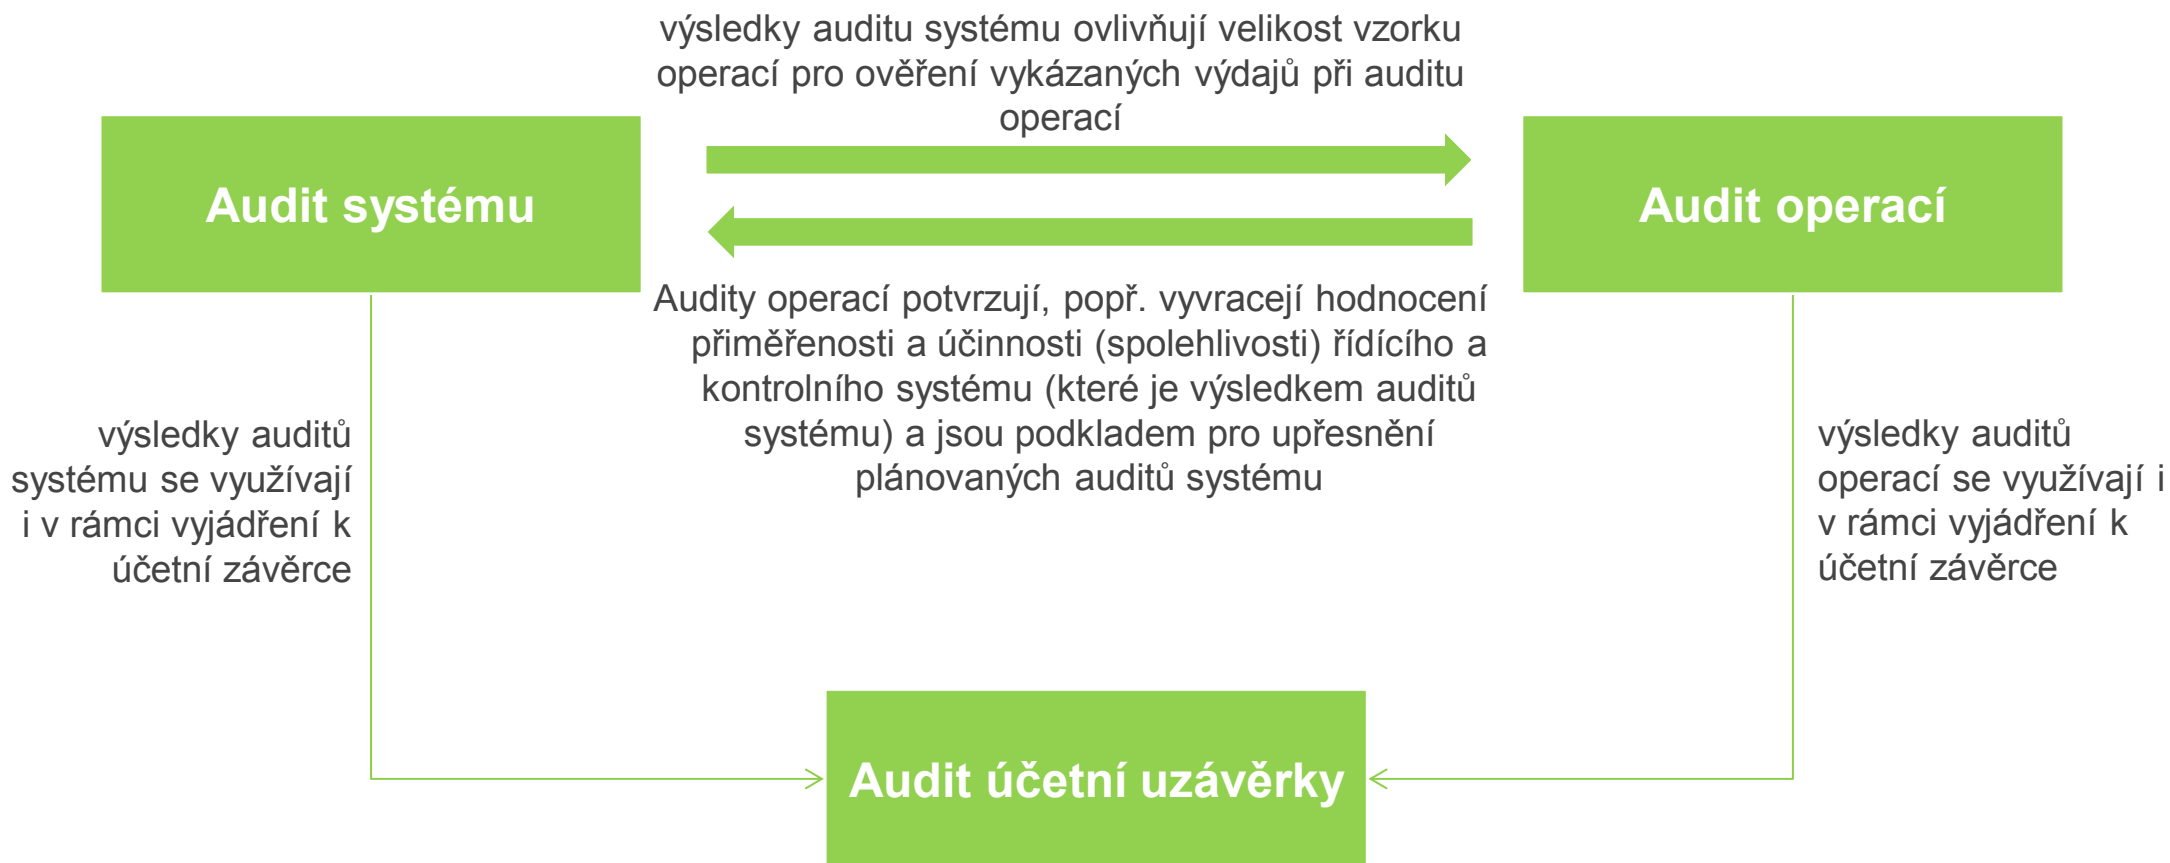 výsledky auditu systému ovlivňují velikost vzorku
operací pro ověření vykázaných výdajů při auditu
operací
Audit systému
Audit operací
Audity operací potvrzují, popř. vyvracejí hodnocení
přiměřenosti a účinnosti (spolehlivosti) řídícího a
kontrolního systému (které je výsledkem auditů
systému) a jsou podkladem pro upřesnění
plánovaných auditů systému
výsledky auditů
systému se využívají
i v rámci vyjádření k
účetní závěrce
výsledky auditů
operací se využívají i
v rámci vyjádření k
účetní závěrce
Audit účetní uzávěrky